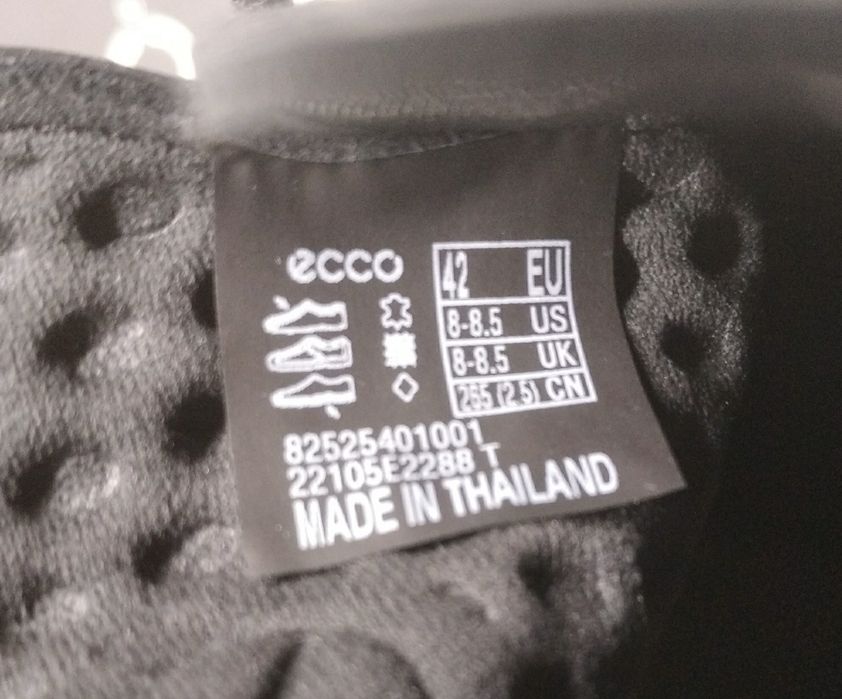 ecco
42 EU
8-8.5 US
8-8.5 UK
265 (2,5) CN
82525401001
22105E2288 T
MADE IN THAILAND